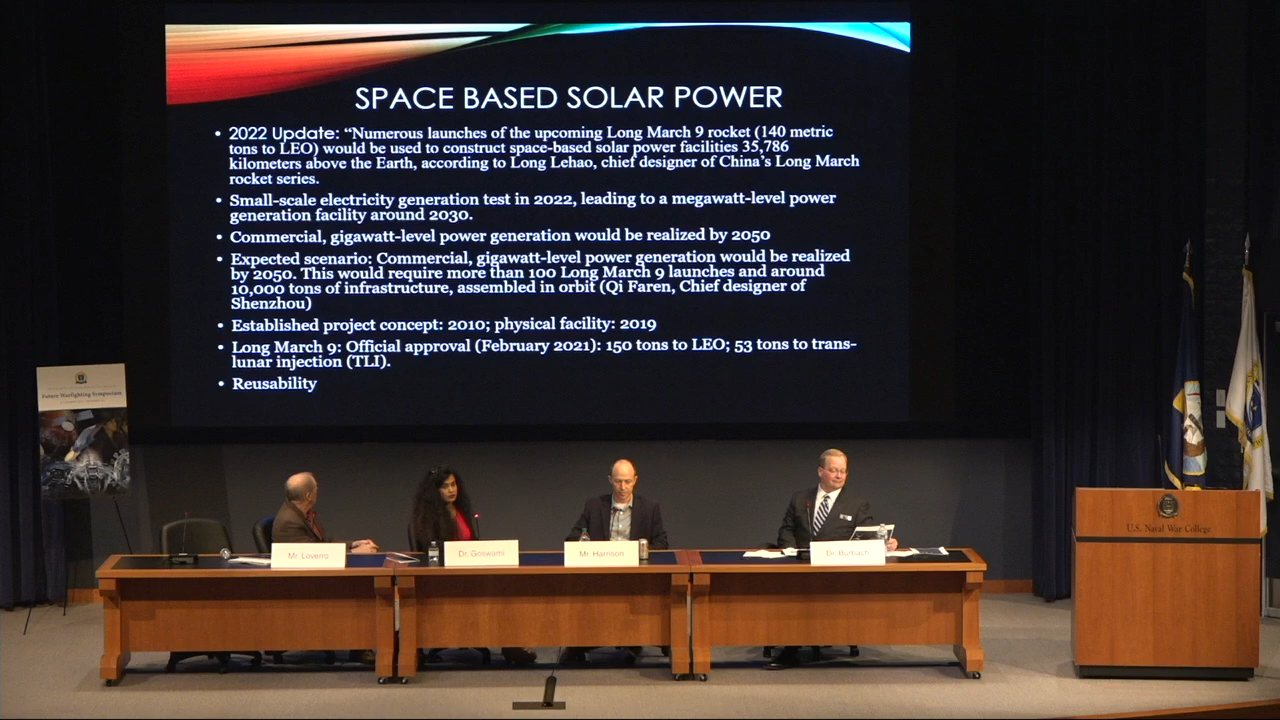 SPACE BASED SOLAR POWER
• 2022 Update: “Numerous launches of the upcoming Long March 9 rocket (140 metric
tons to LEO) would be used to construct space-based solar power facilities 35,786
kilometers above the Earth, according to Long Lehao, chief designer of China’s Long March
rocket series.
• Small-scale electricity generation test in 2022, leading to a megawatt-level power
generation facility around 2030.
• Commercial, gigawatt-level power generation would be realized by 2050
• Expected scenario: Commercial, gigawatt-level power generation would be realized
by 2050. This would require more than 100 Long March 9 launches and around
10,000 tons of infrastructure, assembled in orbit (Qi Faren, Chief designer of
Shenzhou)
• Established project concept: 2010; physical facility: 2019
• Long March 9: Official approval (February 2021): 150 tons to LEO; 53 tons to trans-
lunar injection (TLI).
• Reusability
Future Warfighting Symposium
Mr. Loverro
Dr. Goswami
Mr. Harrison
Dr. Burbach
U.S. Naval War College